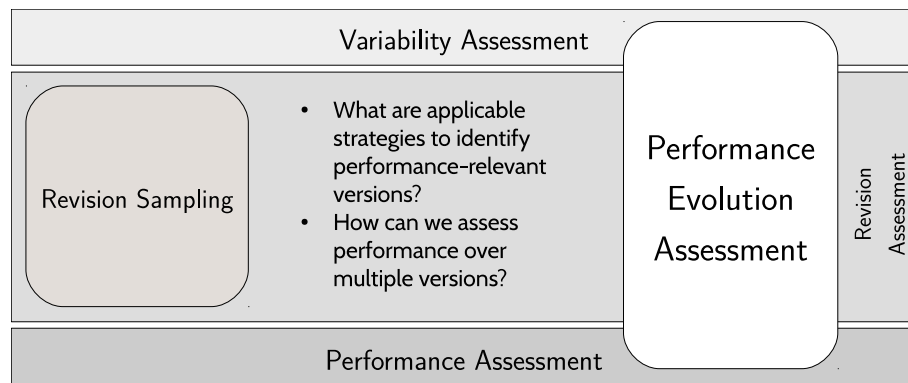 Variability Assessment
Revision Sampling
• What are applicable
strategies to identify
performance-relevant
versions?
• How can we assess
performance over
multiple versions?
Performance
Evolution
Assessment
Revision
Assessment
Performance Assessment